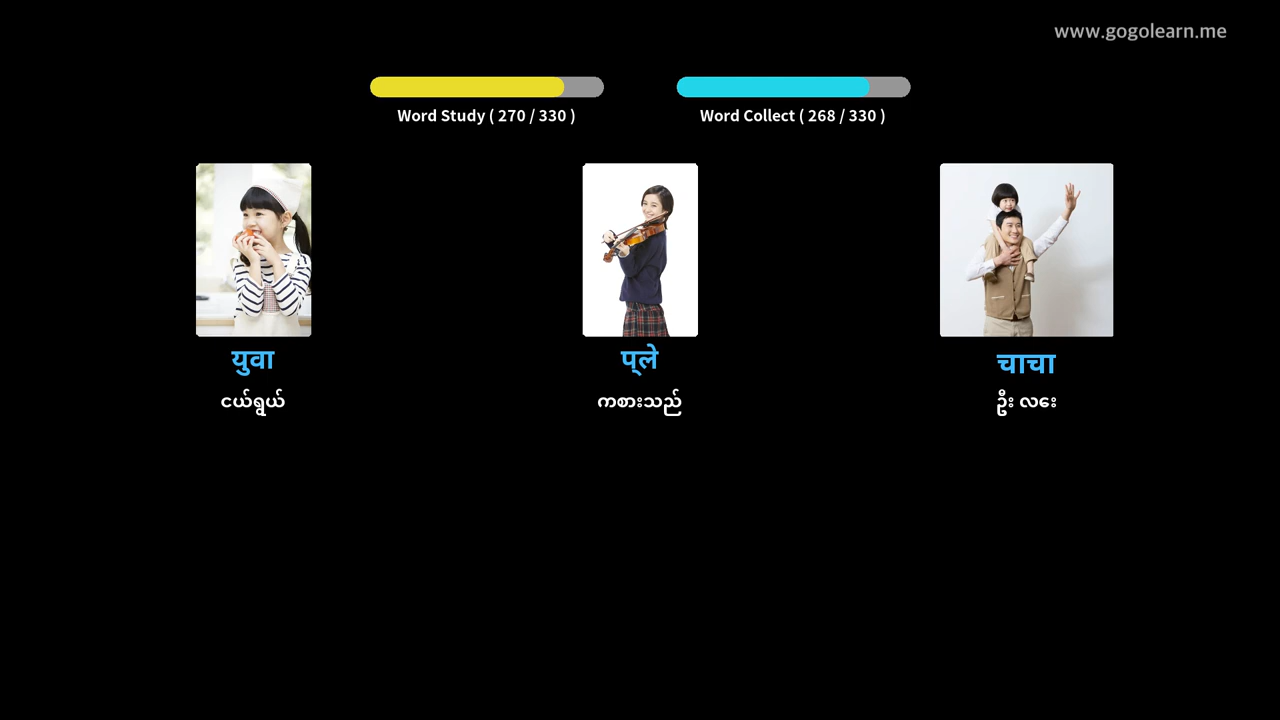 www.gogolearn.me
Word Study ( 270 / 330 )
Word Collect ( 268 / 330 )
युवा
प्ले
चाचा
ငယ်ရွယ်
ကစားသည်
ဦး လေး